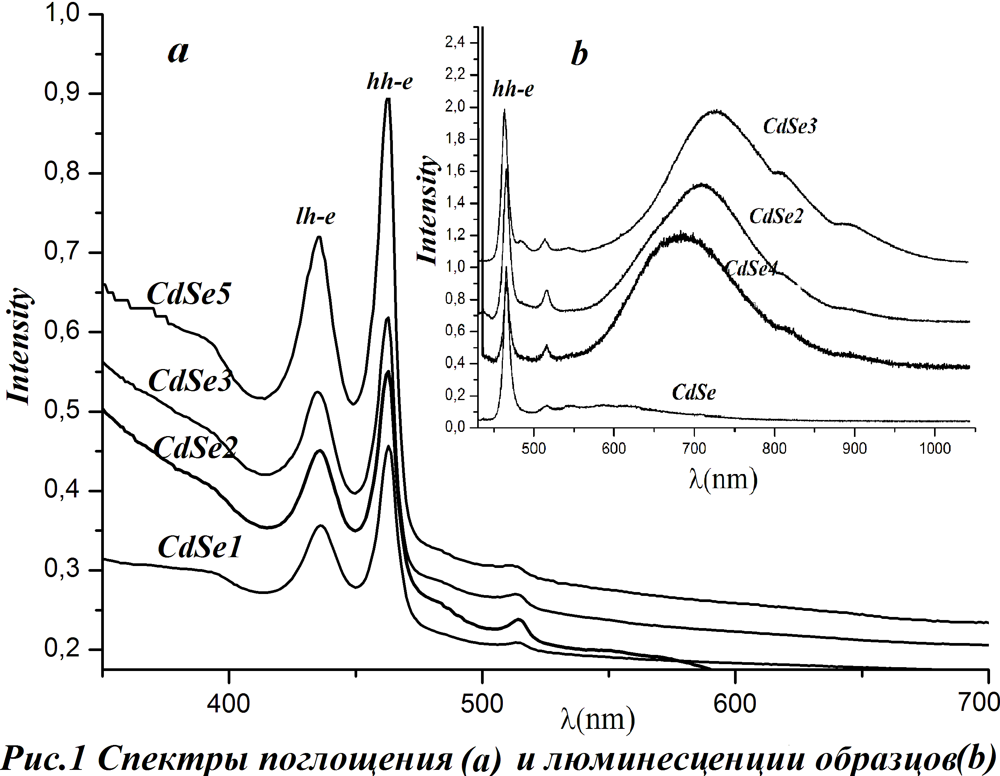 1,0
0,9
0,8
0,7
0,6
0,5
0,4
0,3
0,2
Intensity
a
lh-e
hh-e
CdSe5
CdSe3
CdSe2
CdSe1
400
500
600
700
λ(nm)
b
2,4
2,2
2,0
1,8
1,6
1,4
1,2
1,0
0,8
0,6
0,4
0,2
0,0
Intensity
hh-e
CdSe3
CdSe2
CdSe4
CdSe
500
600
700
800
900
1000
λ(nm)
Рис.1 Спектры поглощения (a) и люминесценции образцов(b)